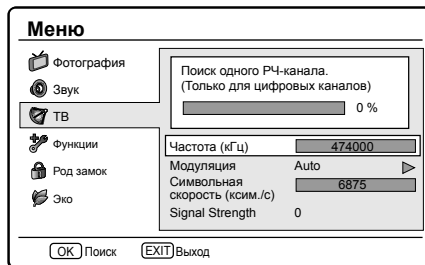 Меню
Фотография
Звук
ТВ
Функции
Род замок
Эко
Поиск одного РЧ-канала.
(Только для цифровых каналов)
0 %
Частота (кГц) 474000
Модуляция Auto
Символьная
скорость (ксим./с) 6875
Signal Strength 0
OK Поиск EXIT Выход